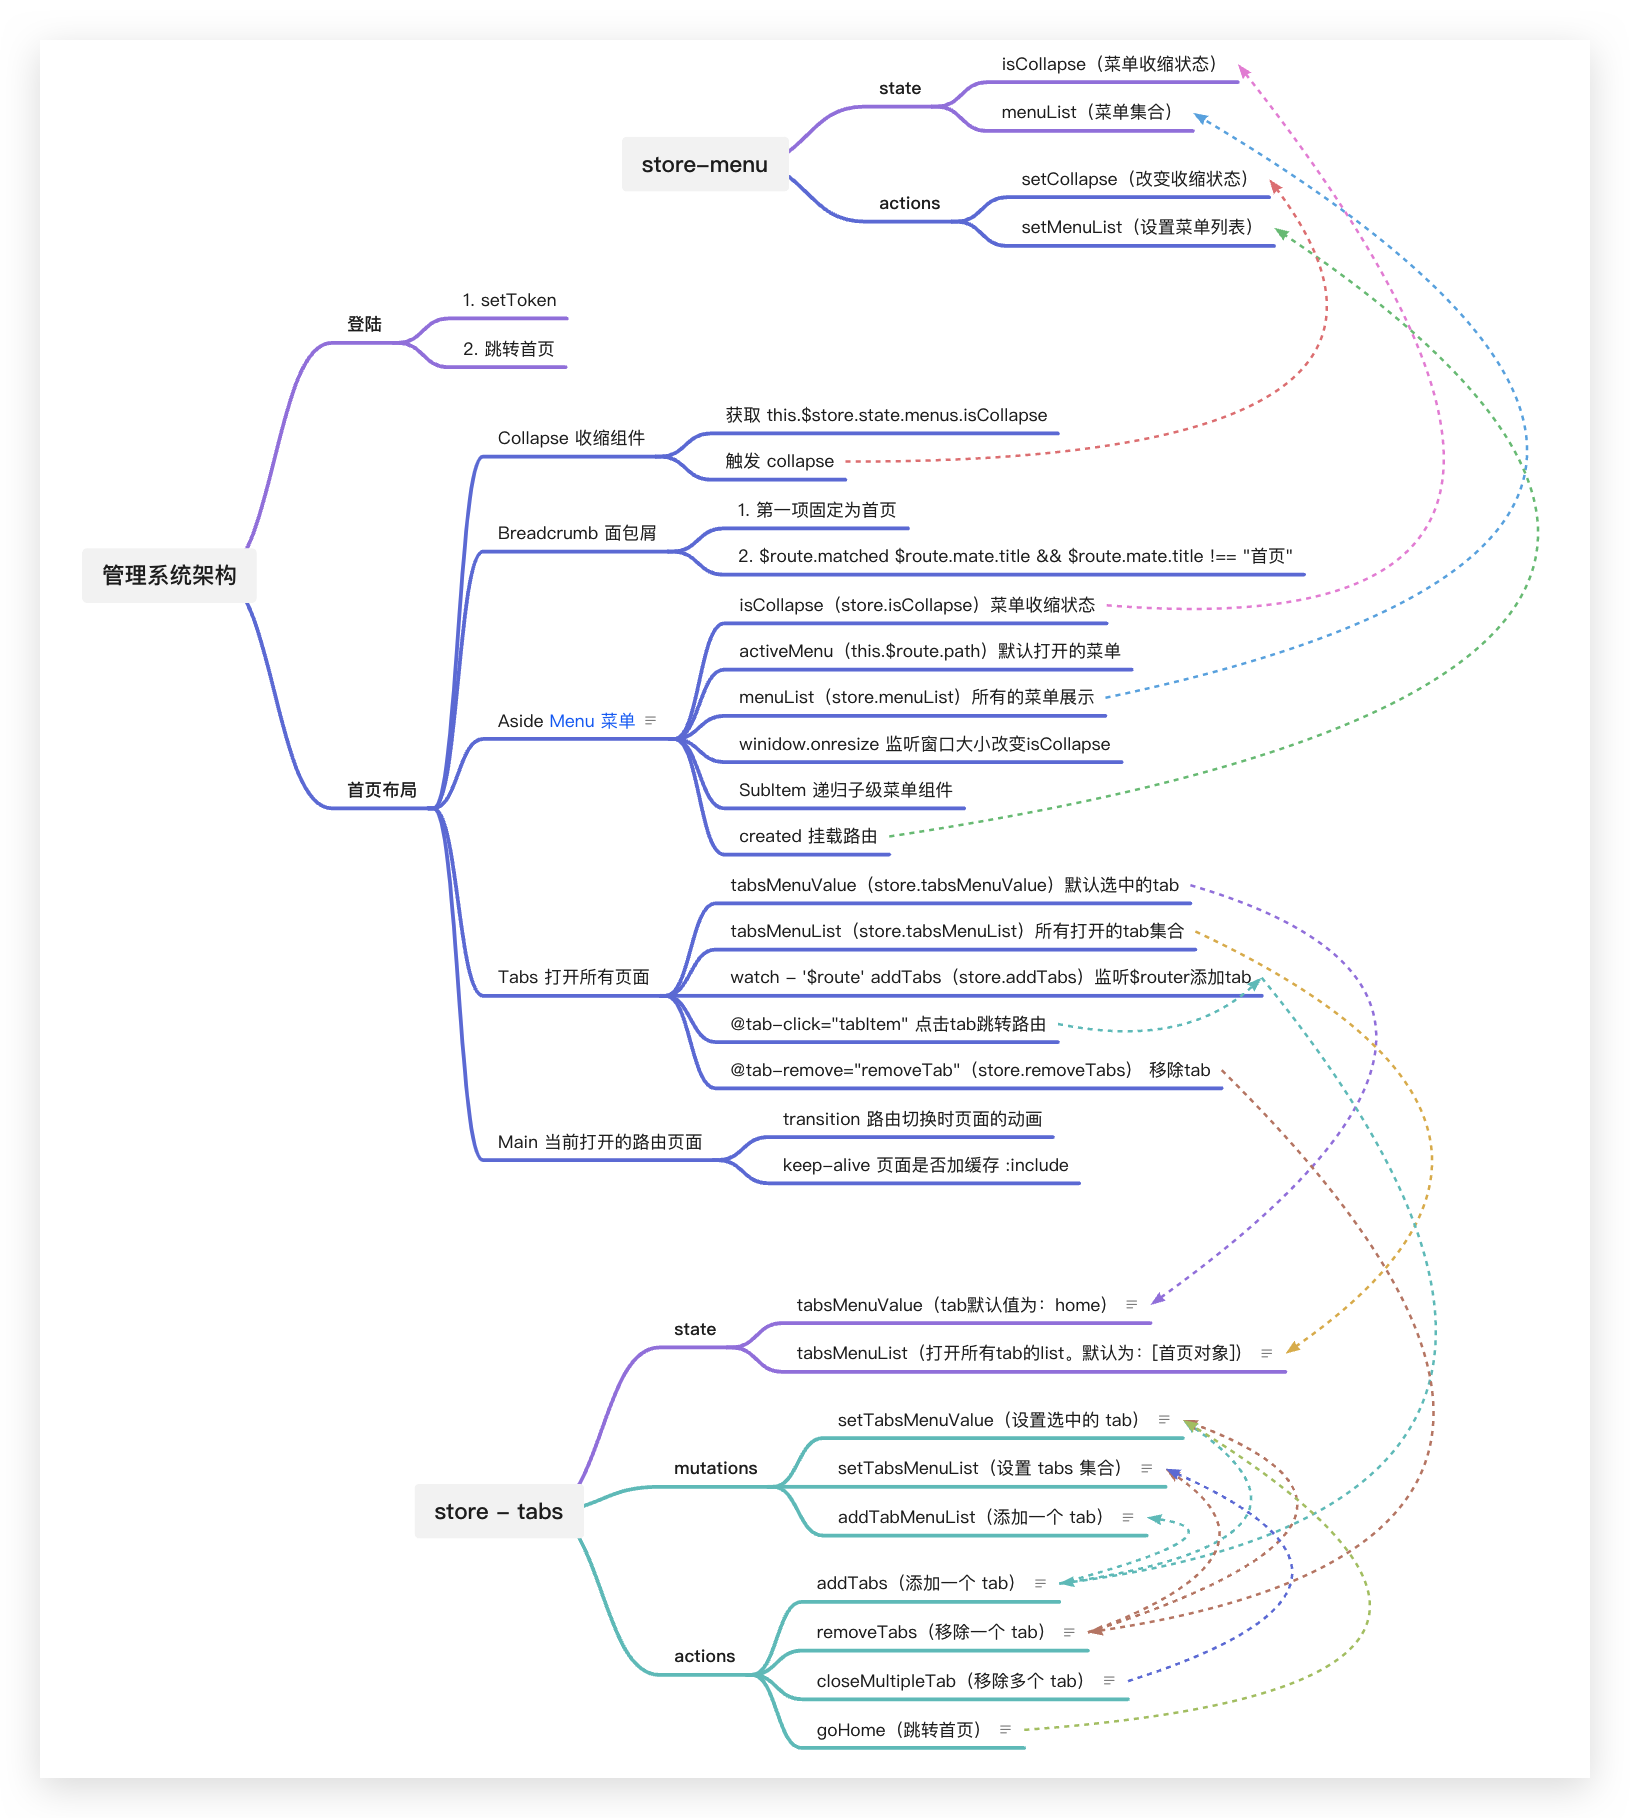 isCollapse（菜单收缩状态）
state
menuList（菜单集合）
store-menu
setCollapse（改变收缩状态）
actions
setMenuList（设置菜单列表）
1. setToken
登陆
2. 跳转首页
获取 this.$store.state.menus.isCollapse
Collapse 收缩组件
触发 collapse
1. 第一项固定为首页
Breadcrumb 面包屑
2. $route.matched $route.mate.title && $route.mate.title !== "首页"
管理系统架构
isCollapse（store.isCollapse）菜单收缩状态
activeMenu（this.$route.path）默认打开的菜单
menuList（store.menuList）所有的菜单展示
Aside Menu 菜单
winidow.onresize 监听窗口大小改变isCollapse
SubItem 递归子级菜单组件
首页布局
created 挂载路由
tabsMenuValue（store.tabsMenuValue）默认选中的tab
tabsMenuList（store.tabsMenuList）所有打开的tab集合
Tabs 打开所有页面
watch - '$route' addTabs（store.addTabs）监听$router添加tab
@tab-click="tabItem" 点击tab跳转路由
@tab-remove="removeTab"（store.removeTabs） 移除tab
transition 路由切换时页面的动画
Main 当前打开的路由页面
keep-alive 页面是否加缓存 :include
tabsMenuValue（tab默认值为：home）
state
tabsMenuList（打开所有tab的list。默认为：[首页对象]）
setTabsMenuValue（设置选中的 tab）
mutations
setTabsMenuList（设置 tabs 集合）
store - tabs
addTabMenuList（添加一个 tab）
addTabs（添加一个 tab）
removeTabs（移除一个 tab）
actions
closeMultipleTab（移除多个 tab）
goHome（跳转首页）